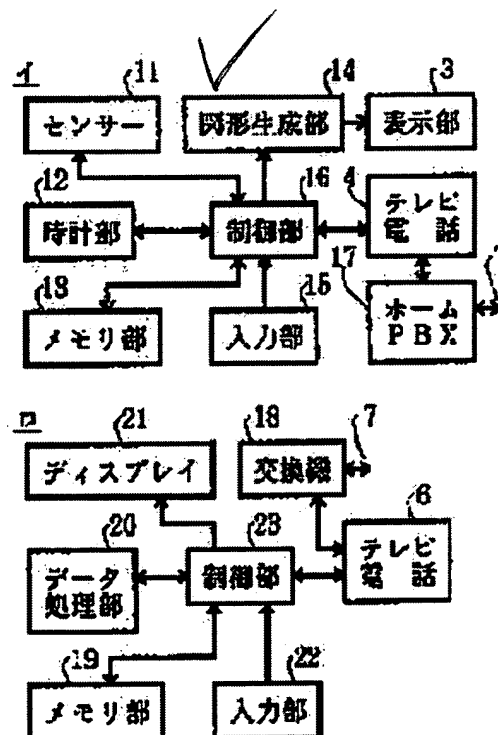 イ
11
センサー
14
図形生成部
3
表示部
12
時計部
16
制御部
4
テレビ
電話
13
メモリ部
15
入力部
17
ホーム
PBX
ロ
21
ディスプレイ
18
交換機
7
20
データ
処理部
23
制御部
6
テレビ
電話
19
メモリ部
22
入力部